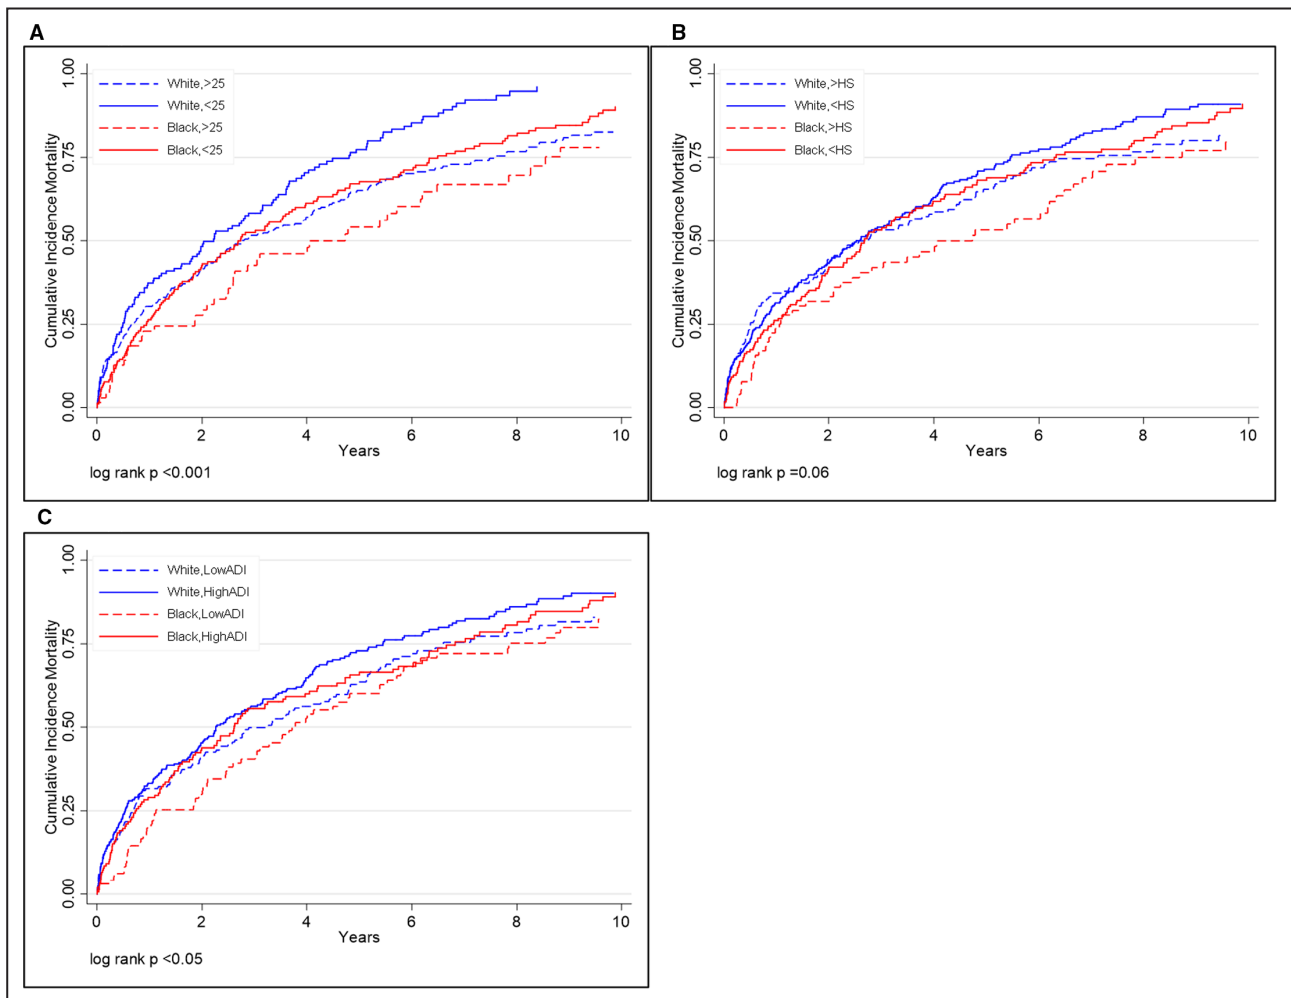 A
Cumulative Incidence Mortality
1.00
0.75
0.50
0.25
0.00
White,>25
White,<25
Black,>25
Black,<25
0 2 4 6 8 10
Years
log rank p <0.001
B
Cumulative Incidence Mortality
1.00
0.75
0.50
0.25
0.00
White,>HS
White,<HS
Black,>HS
Black,<HS
0 2 4 6 8 10
Years
log rank p =0.06
C
Cumulative Incidence Mortality
1.00
0.75
0.50
0.25
0.00
White,LowADI
White,HighADI
Black,LowADI
Black,HighADI
0 2 4 6 8 10
Years
log rank p <0.05